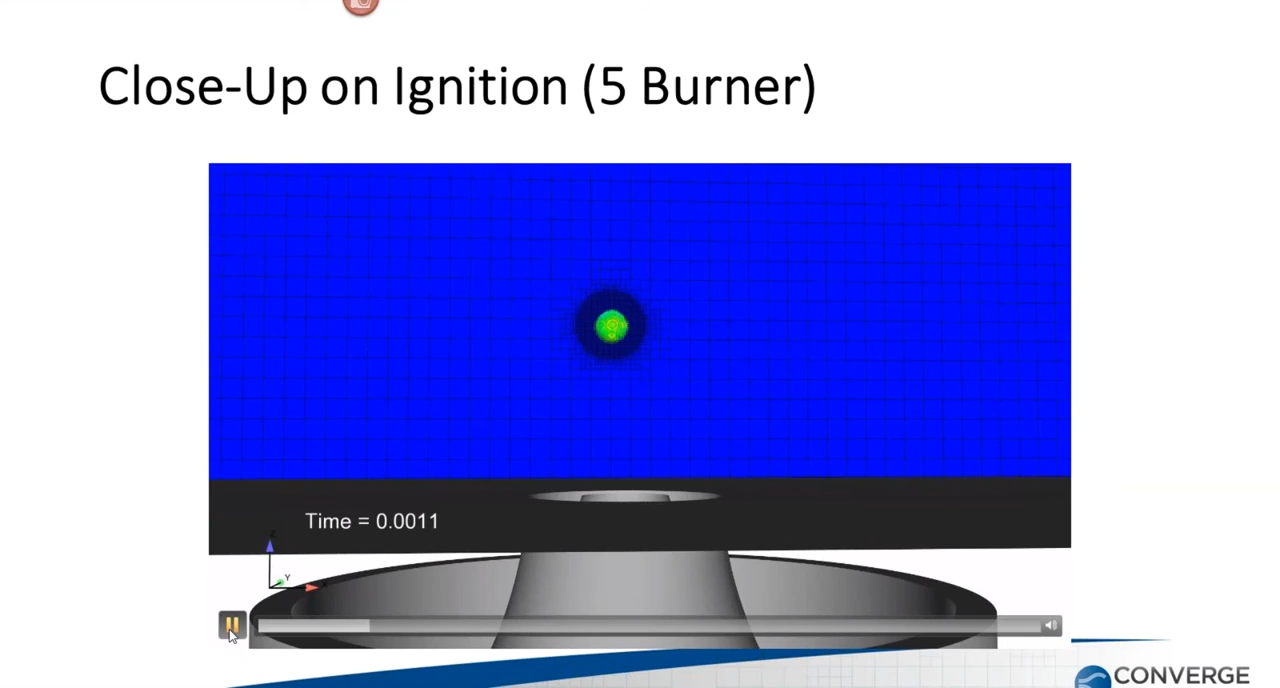 Close-Up on Ignition (5 Burner)
Time = 0.0011
Z
Y
CONVERGE